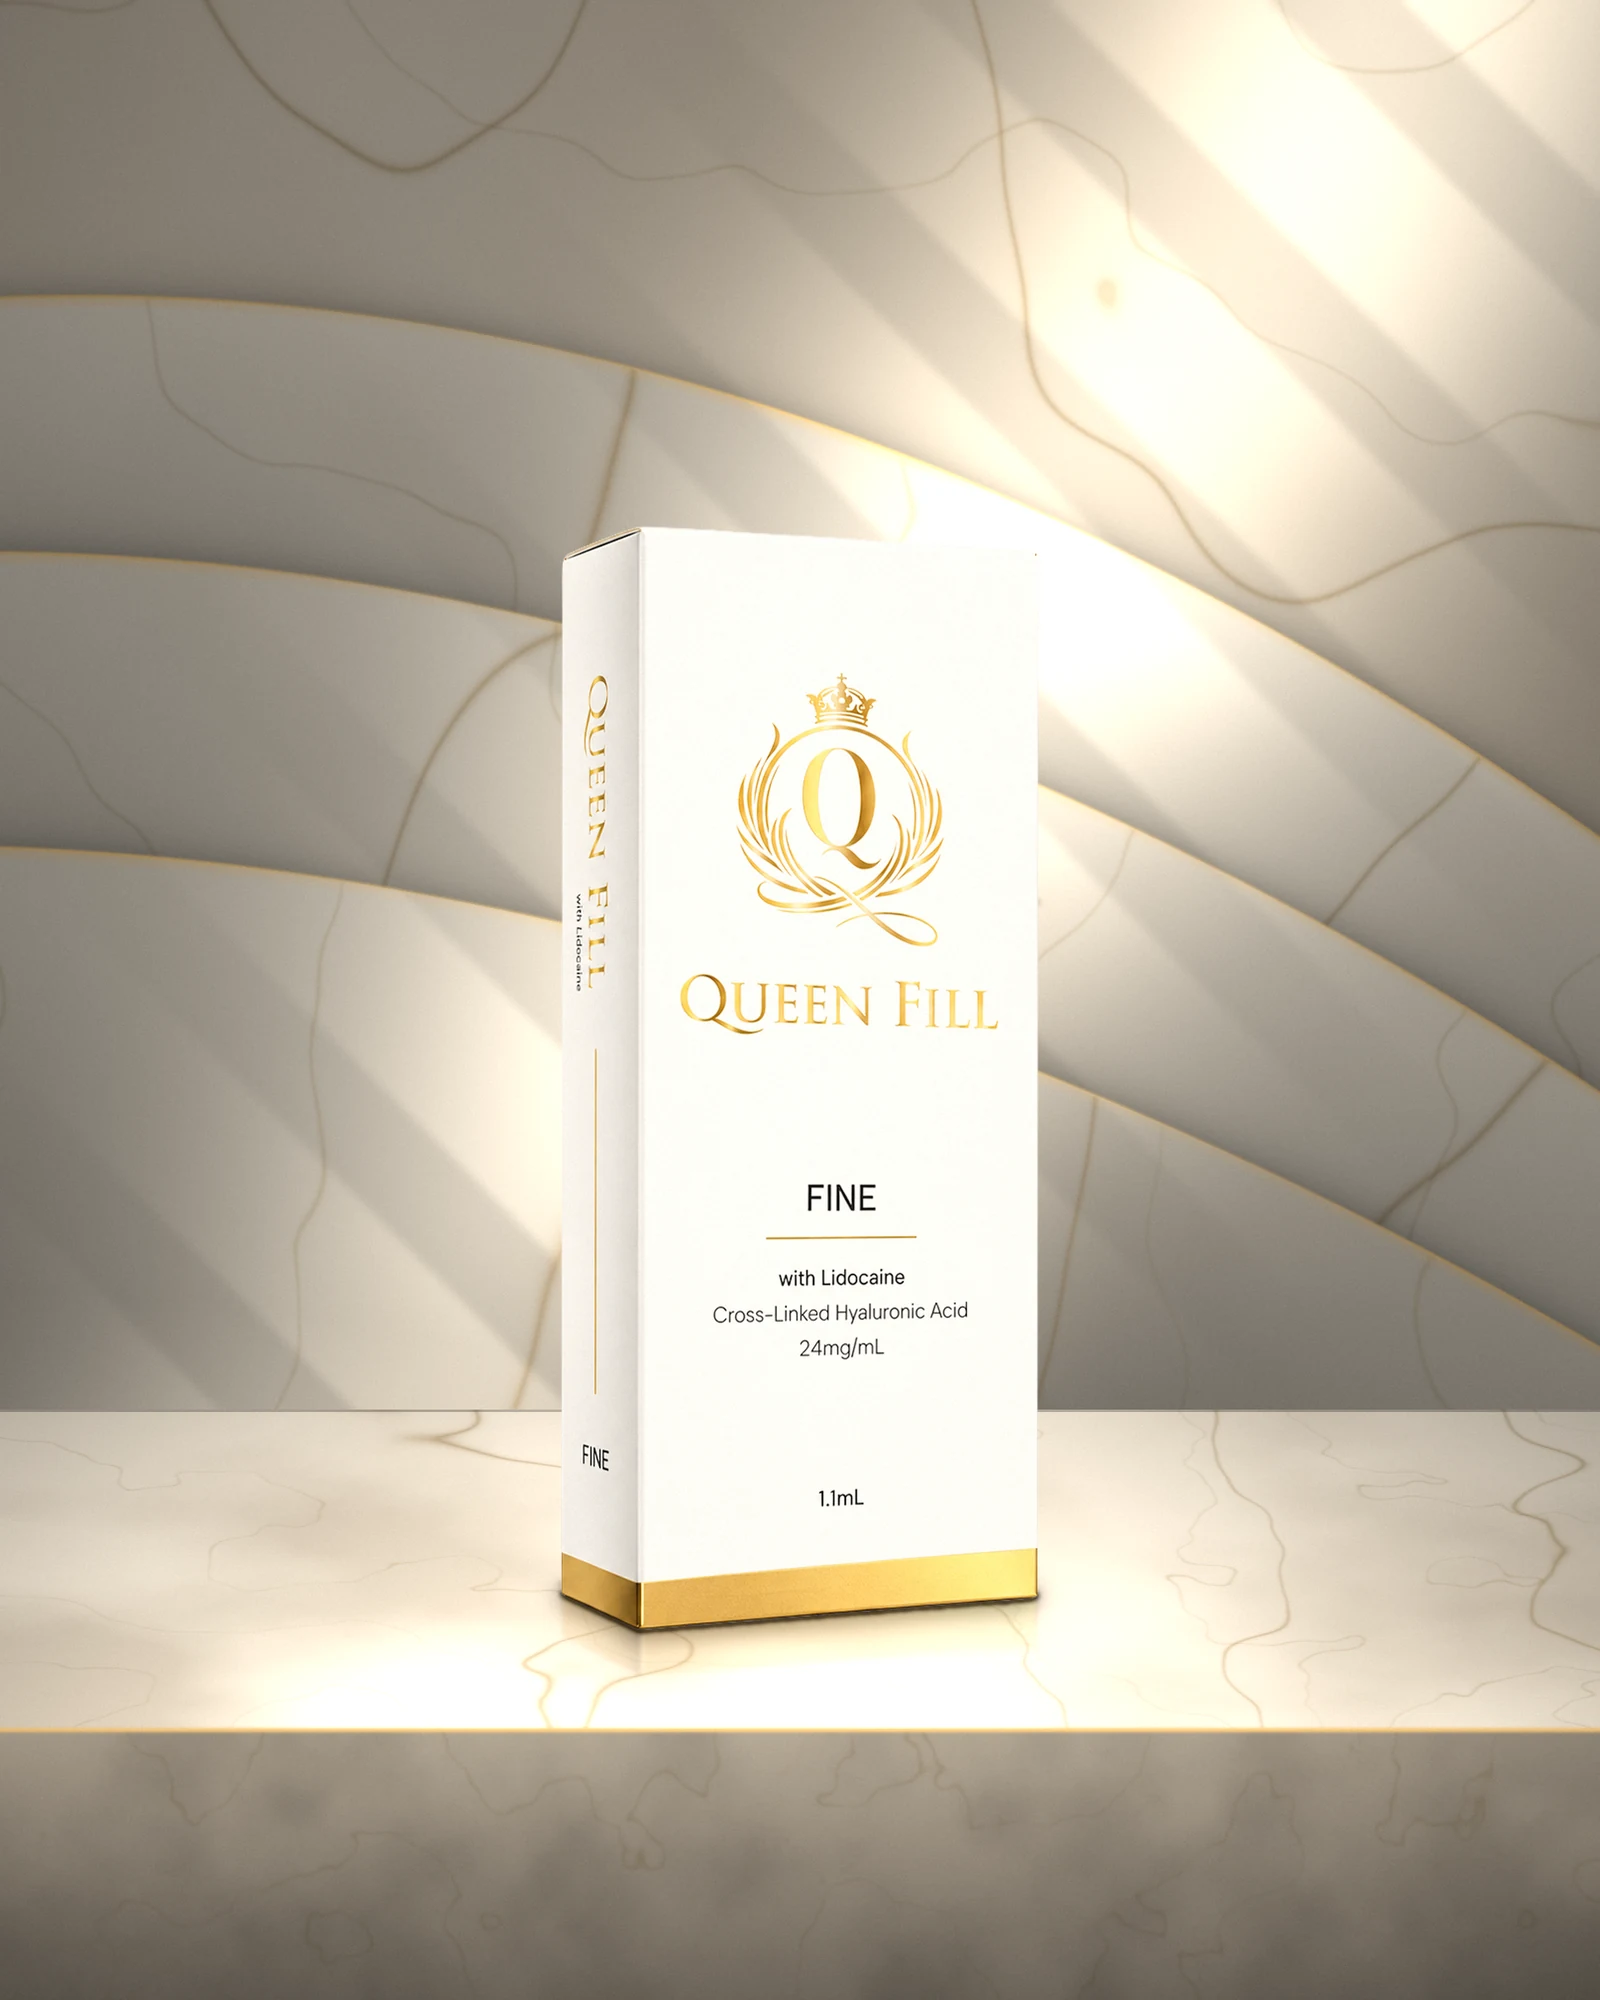 Q
QUEEN FILL
FINE
with Lidocaine
Cross-Linked Hyaluronic Acid
24mg/mL
1.1mL
QUEEN FILL
with Lidocaine
FINE